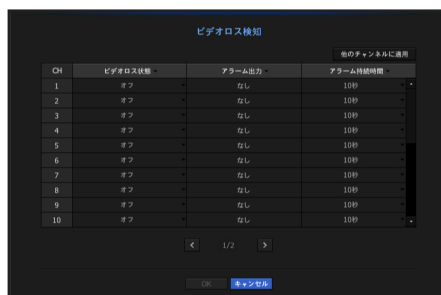 ビデオロス検知
他のチャンネルに適用
CH ビデオロス状態 アラーム出力 アラーム持続時間
1 オフ なし 10秒
2 オフ なし 10秒
3 オフ なし 10秒
4 オフ なし 10秒
5 オフ なし 10秒
6 オフ なし 10秒
7 オフ なし 10秒
8 オフ なし 10秒
9 オフ なし 10秒
10 オフ なし 10秒
< 1/2 >
OK キャンセル